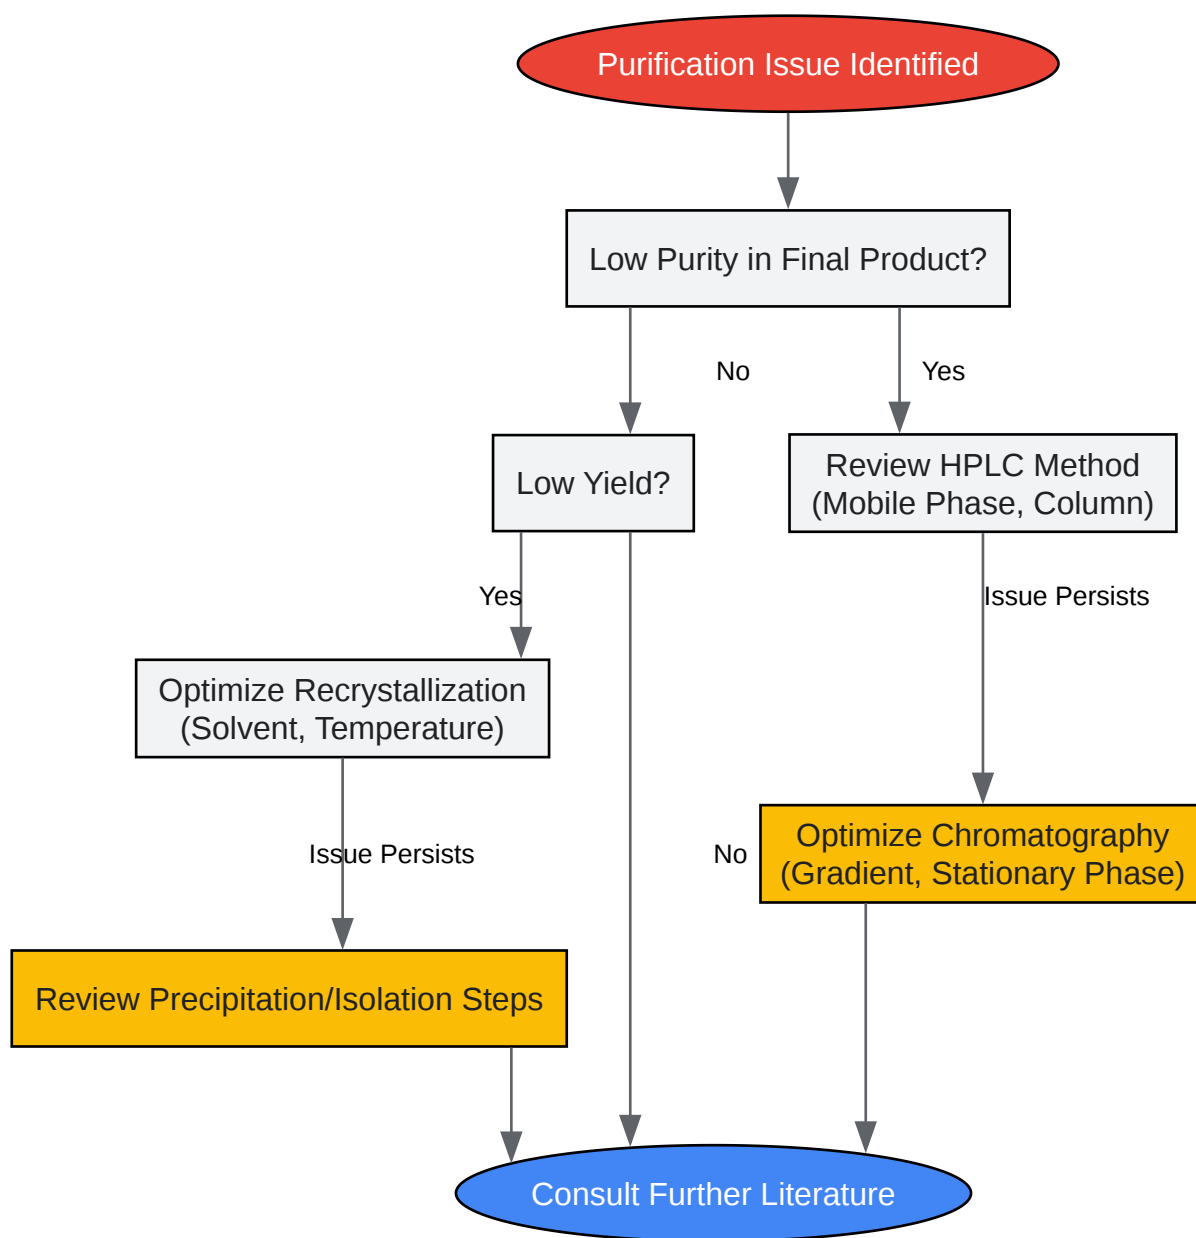 Purification Issue Identified
Low Purity in Final Product?
No
Yes
Low Yield?
Review HPLC Method
(Mobile Phase, Column)
Yes
Issue Persists
Optimize Recrystallization
(Solvent, Temperature)
Issue Persists
No
Optimize Chromatography
(Gradient, Stationary Phase)
Review Precipitation/Isolation Steps
Consult Further Literature